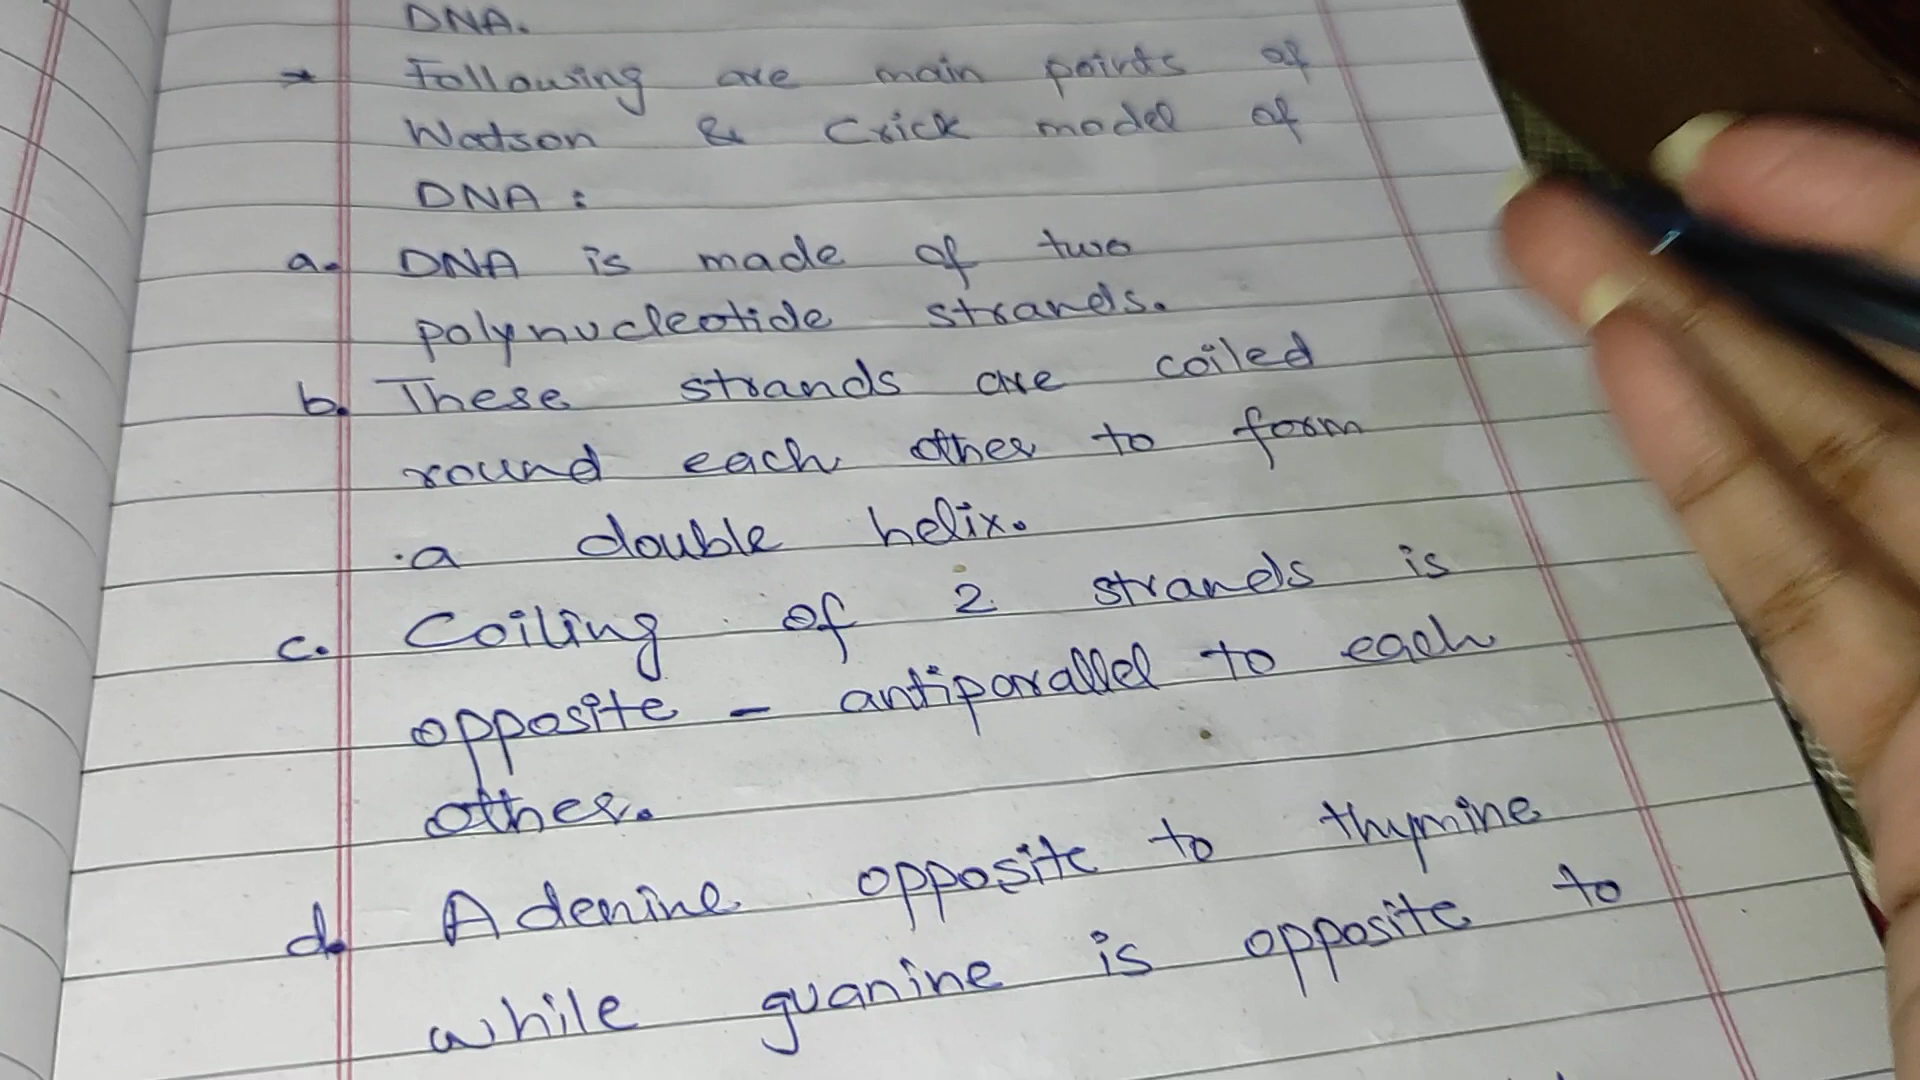 DNA.
* Following are main points of
Watson & Crick model of
DNA :
a. DNA is made of two
polynucleotide strands.
b. These strands are coiled
round each other to form
a double helix.
c. Coiling of 2 strands is
opposite - antiparallel to each
other.
d. Adenine opposite to thymine
while guanine is opposite to